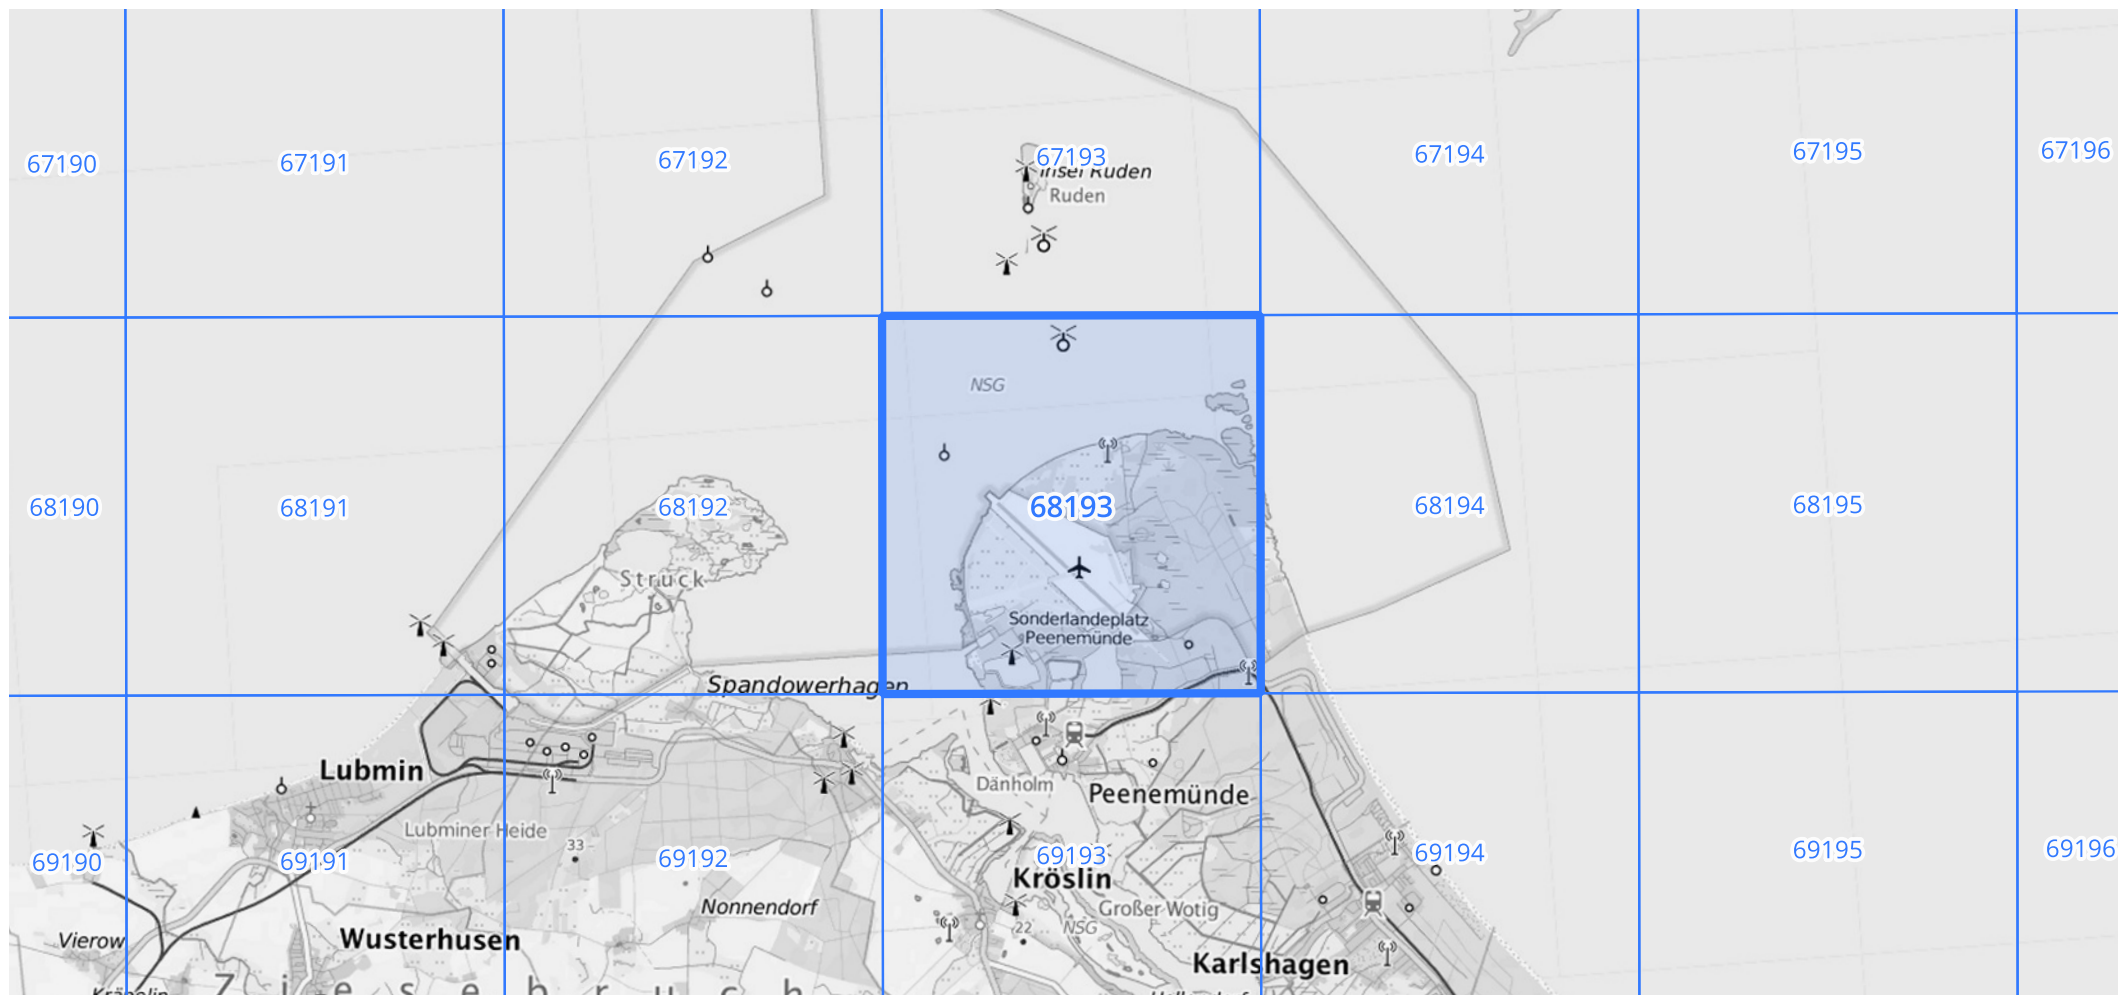 67190
67191
67192
67193
67194
67195
67196
Insel Ruden
Ruden
NSG
68190
68191
68192
68193
68194
68195
Struck
Sonderlandeplatz
Peenemünde
Spandowerhagen
Lubmin
Dänholm
Peenemünde
Lubminer Heide
33
69190
69191
69192
69193
69194
69195
69196
Kröslin
Nonnendorf
Großer Wotig
NSG
22
Vierow
Wusterhusen
Karlshagen
Ziesebruch